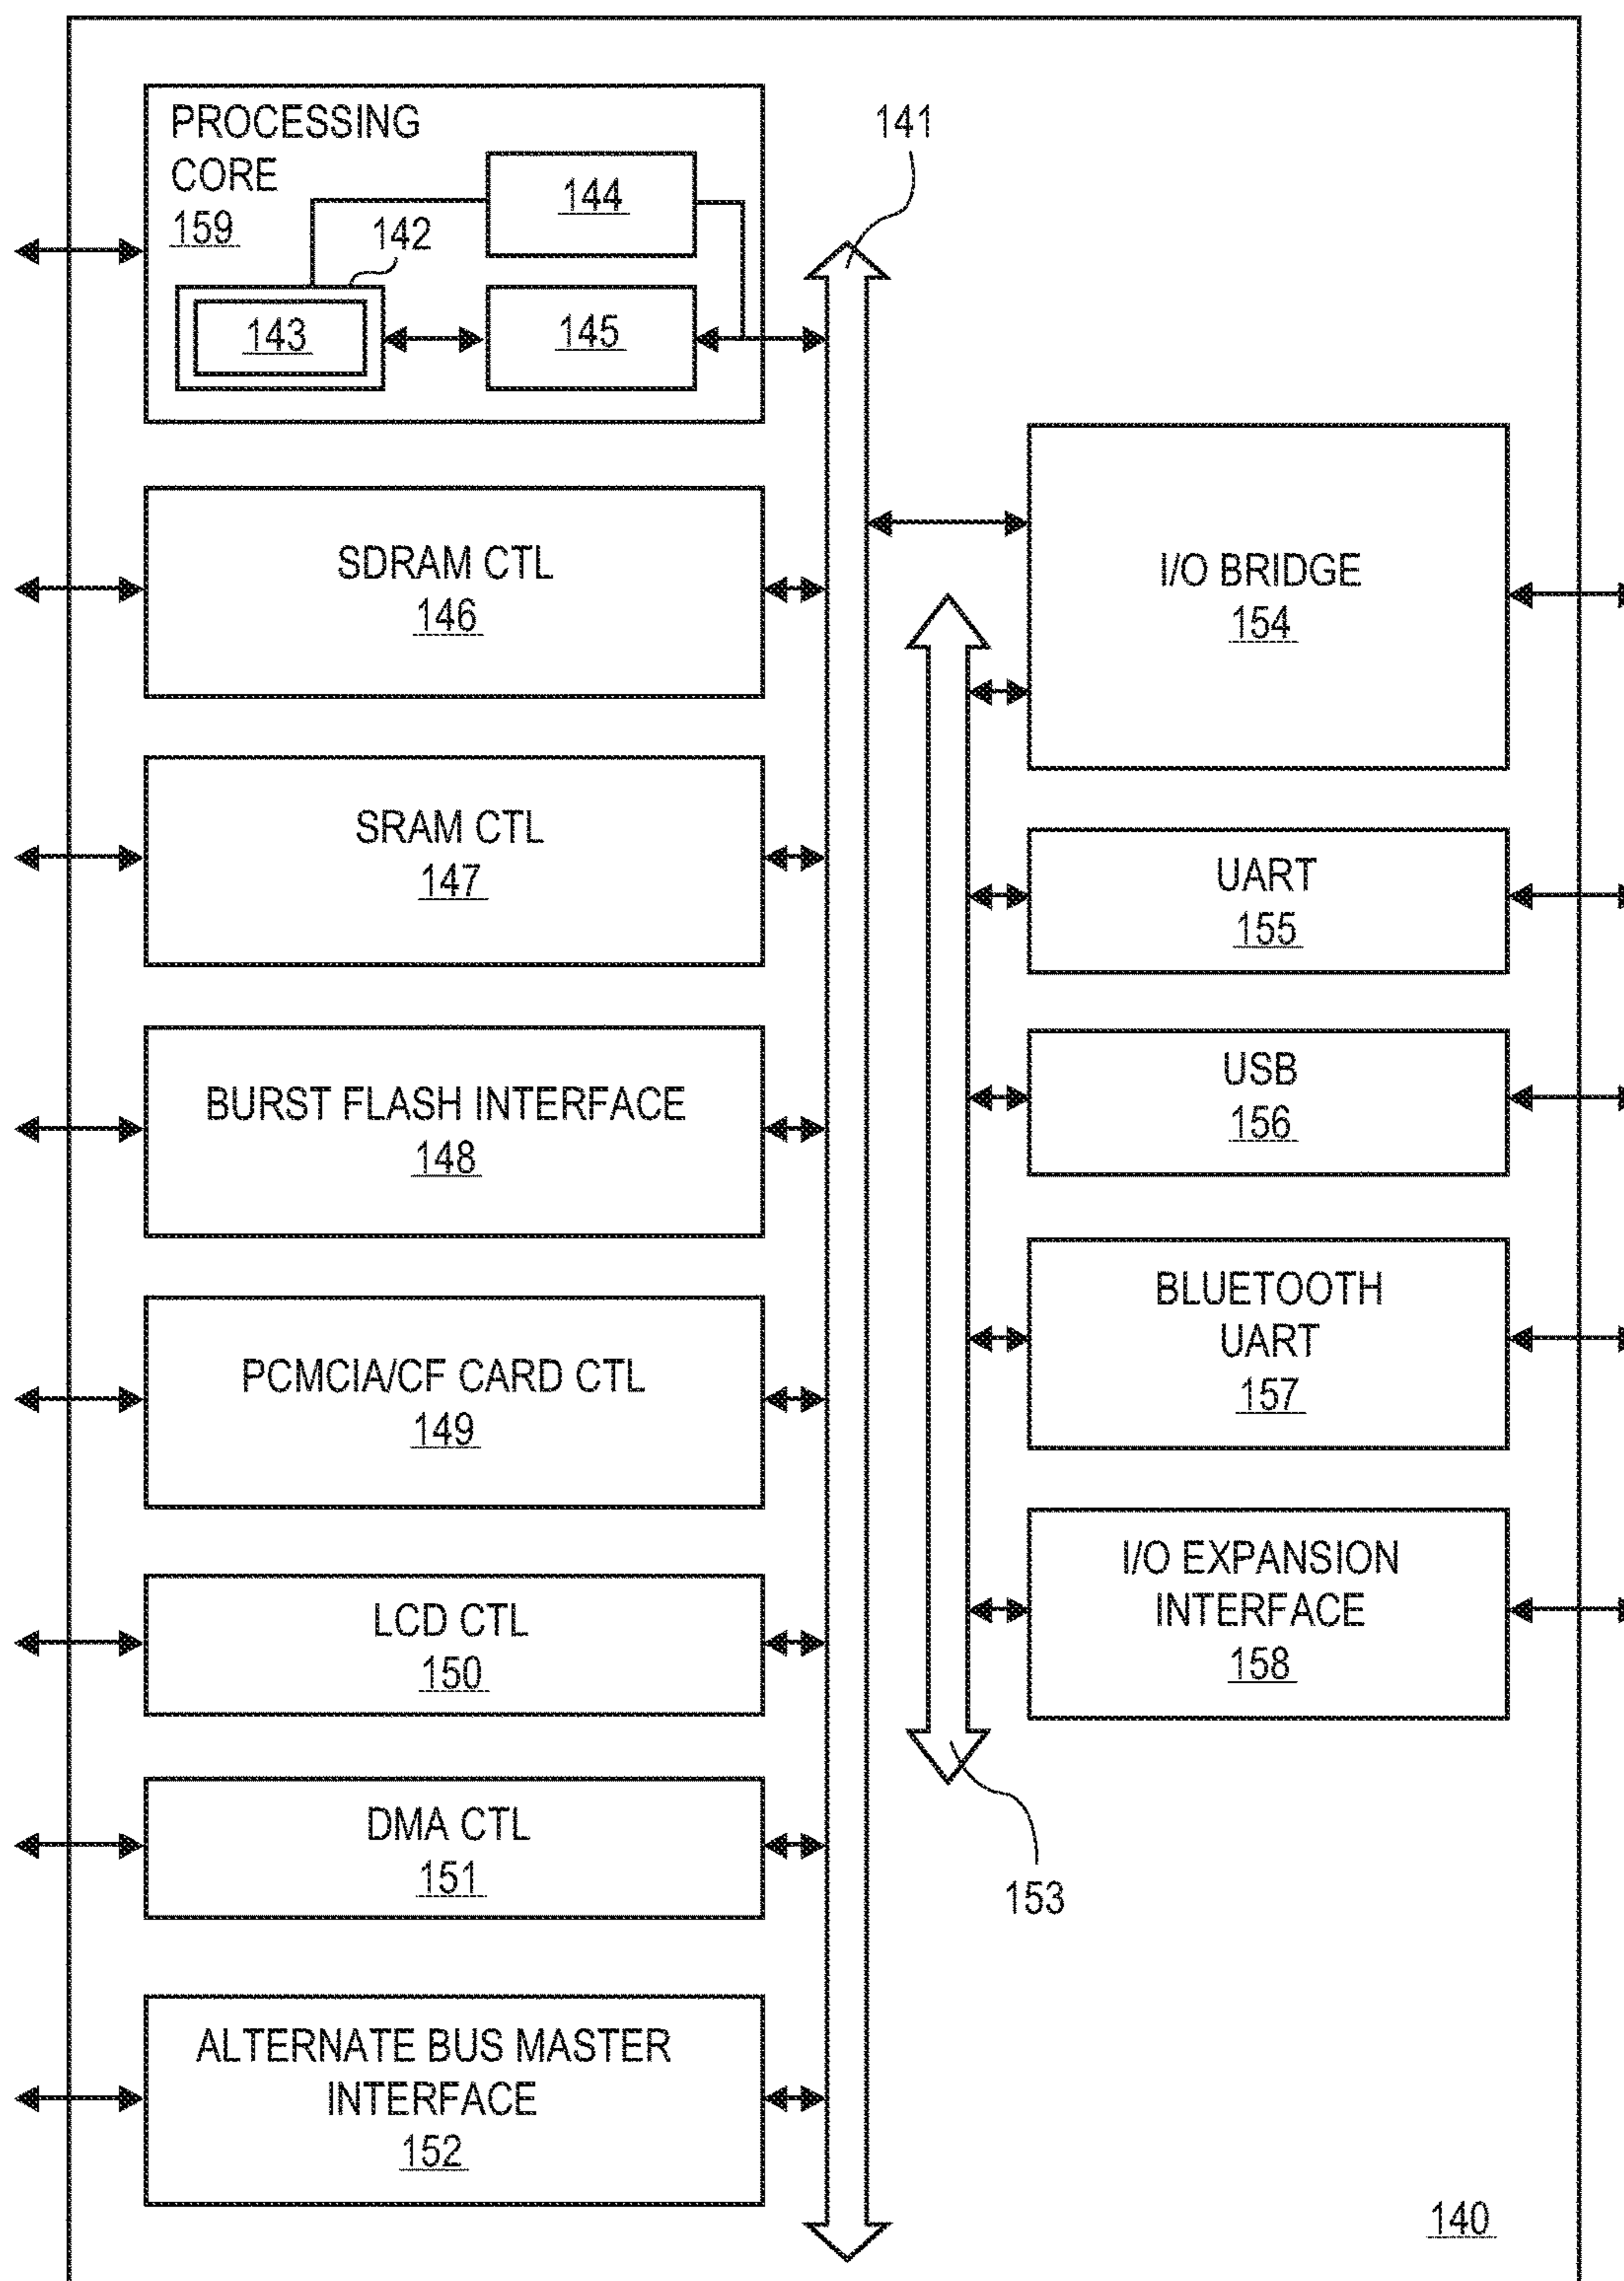 PROCESSING
CORE
159
142
143
144
145
141
SDRAM CTL
146
SRAM CTL
147
BURST FLASH INTERFACE
148
PCMCIA/CF CARD CTL
149
LCD CTL
150
DMA CTL
151
ALTERNATE BUS MASTER
INTERFACE
152
I/O BRIDGE
154
UART
155
USB
156
BLUETOOTH
UART
157
I/O EXPANSION
INTERFACE
158
153
140